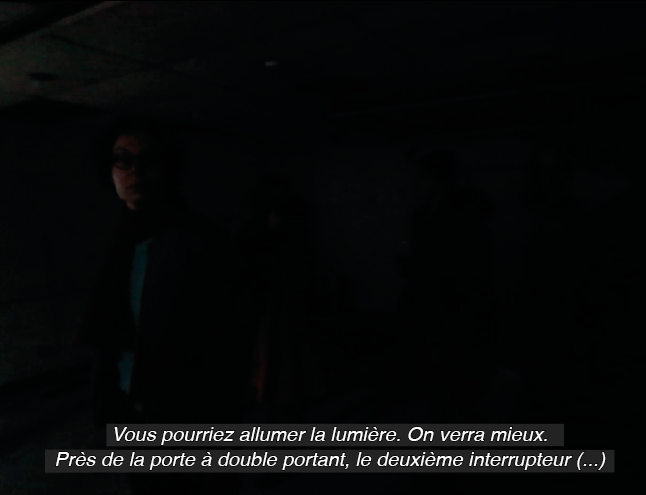 Vous pourriez allumer la lumière. On verra mieux.
Près de la porte à double portant, le deuxième interrupteur (...)